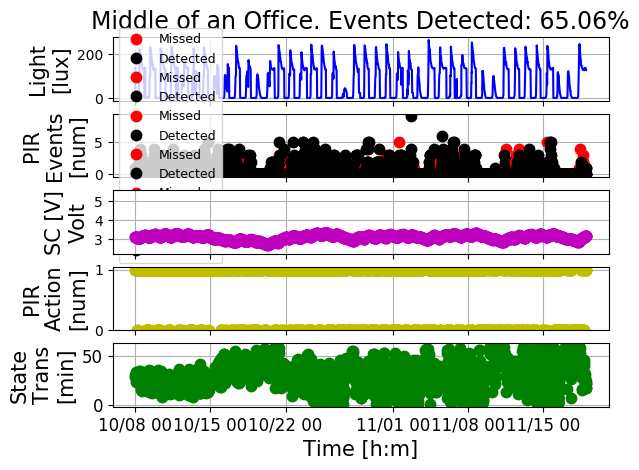 Middle of an Office. Events Detected: 65.06%
Light
[lux]
200
0
Missed
Detected
Missed
Detected
Missed
Detected
Missed
Detected
PIR
Events
[num]
5
0
SC [V]
Volt
5
4
3
PIR
Action
[num]
1
0
State
Trans
[min]
50
0
10/08 00 10/15 00 10/22 00 11/01 00 11/08 00 11/15 00
Time [h:m]